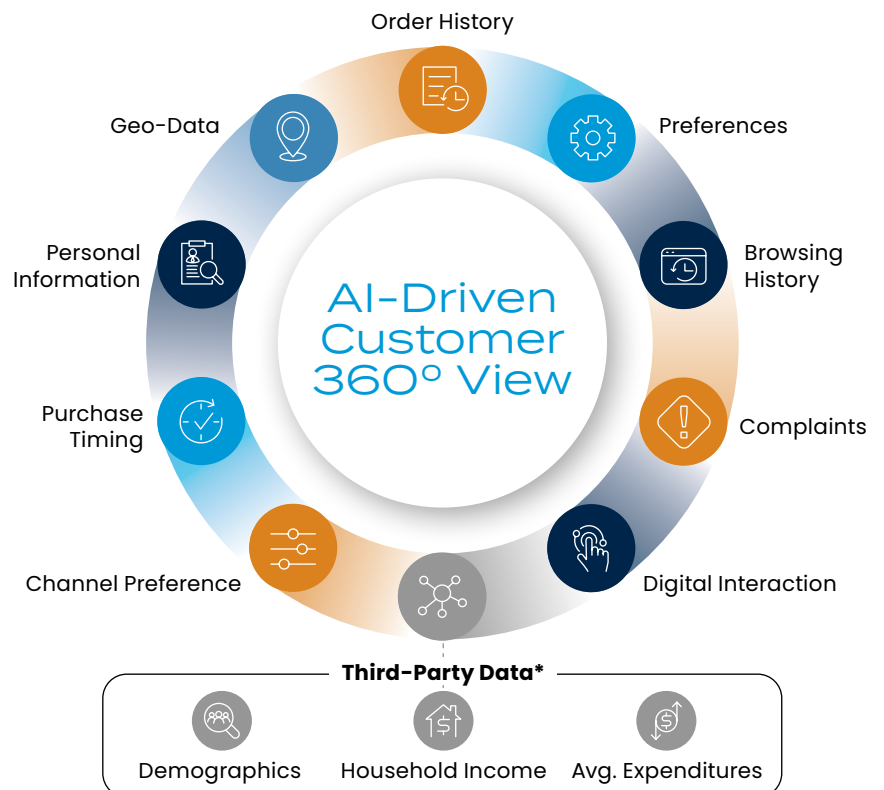 Order History
Geo-Data
Preferences
Personal
Information
Browsing
History
AI-Driven
Customer
360° View
Purchase
Timing
Complaints
Channel Preference
Digital Interaction
Third-Party Data*
Demographics
Household Income
Avg. Expenditures